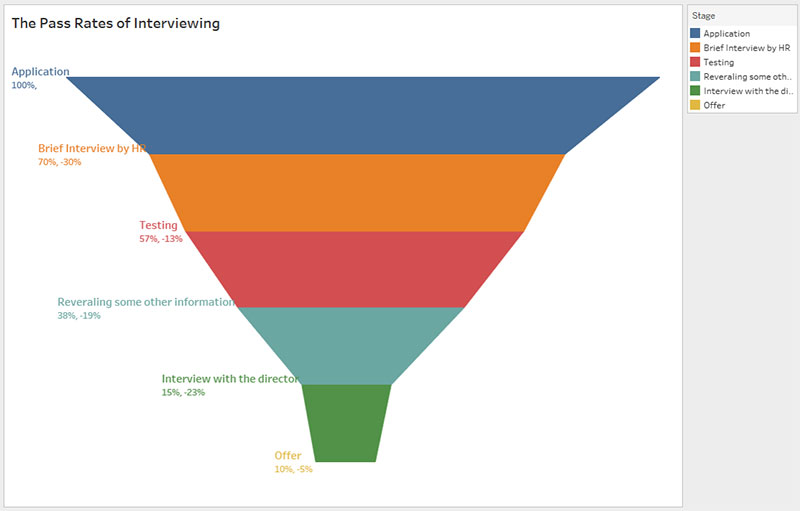 The Pass Rates of Interviewing
Application
100%,
Brief Interview by HR
70%, -30%
Testing
57%, -13%
Reveraling some other information
38%, -19%
Interview with the director
15%, -23%
Offer
10%, -5%
Stage
Application
Brief Interview by HR
Testing
Reveraling some oth..
Interview with the di..
Offer